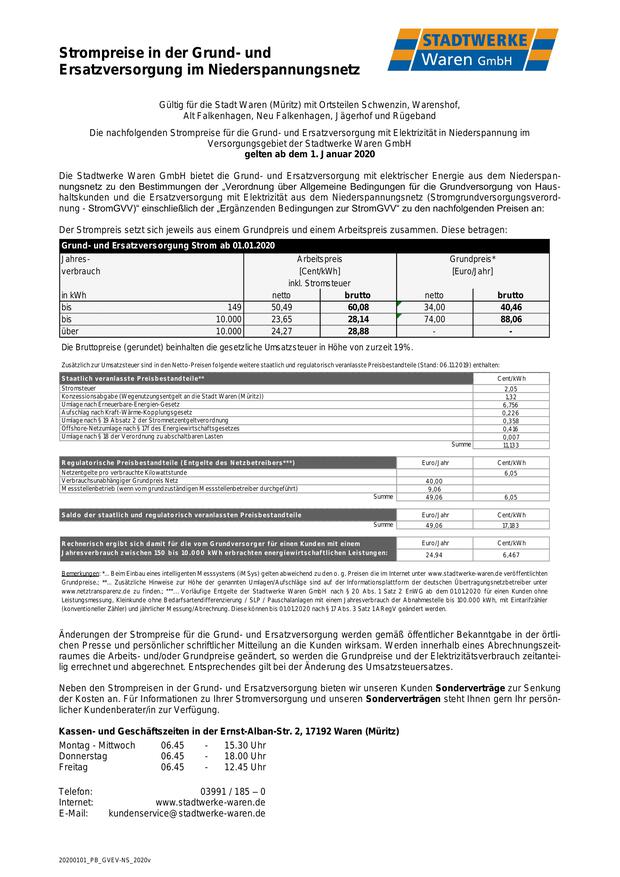 Strompreise in der Grund- und
Ersatzversorgung im Niederspannungsnetz
STADTWERKE
Waren GmbH
Gültig für die Stadt Waren (Müritz) mit Ortsteilen Schwenzin, Warenshof,
Alt Falkenhagen, Neu Falkenhagen, Jägerhof und Rügeband
Die nachfolgenden Strompreise für die Grund- und Ersatzversorgung mit Elektrizität in Niederspannung im
Versorgungsgebiet der Stadtwerke Waren GmbH
gelten ab dem 1. Januar 2020
Die Stadtwerke Waren GmbH bietet die Grund- und Ersatzversorgung mit elektrischer Energie aus dem Niederspan-
nungsnetz zu den Bestimmungen der „Verordnung über Allgemeine Bedingungen für die Grundversorgung von Haus-
haltskunden und die Ersatzversorgung mit Elektrizität aus dem Niederspannungsnetz (Stromgrundversorgungsverord-
nung - StromGVV)“ einschließlich der „Ergänzenden Bedingungen zur StromGVV“ zu den nachfolgenden Preisen an:
Der Strompreis setzt sich jeweils aus einem Grundpreis und einem Arbeitspreis zusammen. Diese betragen:
Grund- und Ersatzversorgung Strom ab 01.01.2020
Jahres- Arbeitspreis Grundpreis*
verbrauch [Cent/kWh] [Euro/Jahr]
inkl. Stromsteuer
in kWh netto brutto netto brutto
bis 149 50,49 60,08 34,00 40,46
bis 10.000 23,65 28,14 74,00 88,06
über 10.000 24,27 28,88 - -
Die Bruttopreise (gerundet) beinhalten die gesetzliche Umsatzsteuer in Höhe von zurzeit 19%.
Zusätzlich zur Umsatzsteuer sind in den Netto-Preisen folgende weitere staatlich und regulatorisch veranlasste Preisbestandteile (Stand: 06.11.2019) enthalten:
Staatlich veranlasste Preisbestandteile** Cent/kWh
Stromsteuer 2,05
Konzessionsabgabe (Wegenutzungsentgelt an die Stadt Waren (Müritz)) 1,32
Umlage nach Erneuerbare-Energien-Gesetz 6,756
Aufschlag nach Kraft-Wärme-Kopplungsgesetz 0,226
Umlage nach § 19 Absatz 2 der Stromnetzentgeltverordnung 0,358
Offshore-Netzumlage nach § 17f des Energiewirtschaftsgesetzes 0,416
Umlage nach § 18 der Verordnung zu abschaltbaren Lasten 0,007
Summe 11,133
Regulatorische Preisbestandteile (Entgelte des Netzbetreibers***) Euro/Jahr Cent/kWh
Netzentgelte pro verbrauchte Kilowattstunde 6,05
Verbrauchsunabhängiger Grundpreis Netz 40,00
Messstellenbetrieb (wenn vom grundzuständigen Messstellenbetreiber durchgeführt) 9,06
Summe 49,06 6,05
Saldo der staatlich und regulatorisch veranlassten Preisbestandteile Euro/Jahr Cent/kWh
Summe 49,06 17,183
Rechnerisch ergibt sich damit für die vom Grundversorger für einen Kunden mit einem Euro/Jahr Cent/kWh
Jahresverbrauch zwischen 150 bis 10.000 kWh erbrachten energiewirtschaftlichen Leistungen: 24,94 6,467
Bemerkungen: *... Beim Einbau eines intelligenten Messsystems (iM Sys) gelten abweichend zu den o. g. Preisen die im Internet unter www.stadtwerke-waren.de veröffentlichten
Grundpreise.; **... Zusätzliche Hinweise zur Höhe der genannten Umlagen/Aufschläge sind auf der Informationsplattform der deutschen Übertragungsnetzbetreiber unter
www.netztransparenz.de zu finden.; ***... Vorläufige Entgelte der Stadtwerke Waren GmbH nach § 20 Abs. 1 Satz 2 EnWG ab dem 01.01.2020 für einen Kunden ohne
Leistungsmessung, Kleinkunde ohne Bedarfsartendifferenzierung / SLP / Pauschalanlagen mit einem Jahresverbrauch der Abnahmestelle bis 100.000 kWh, mit Eintarifzähler
(konventioneller Zähler) und jährlicher Messung/Abrechnung. Diese können bis 01.01.2020 nach § 17 Abs. 3 Satz 1 ARegV geändert werden.
Änderungen der Strompreise für die Grund- und Ersatzversorgung werden gemäß öffentlicher Bekanntgabe in der örtli-
chen Presse und persönlicher schriftlicher Mitteilung an die Kunden wirksam. Werden innerhalb eines Abrechnungszeit-
raumes die Arbeits- und/oder Grundpreise geändert, so werden die Grundpreise und der Elektrizitätsverbrauch zeitantei-
lig errechnet und abgerechnet. Entsprechendes gilt bei der Änderung des Umsatzsteuersatzes.
Neben den Strompreisen in der Grund- und Ersatzversorgung bieten wir unseren Kunden Sonderverträge zur Senkung
der Kosten an. Für Informationen zu Ihrer Stromversorgung und unseren Sonderverträgen steht Ihnen gern Ihr persön-
licher Kundenberater/in zur Verfügung.
Kassen- und Geschäftszeiten in der Ernst-Alban-Str. 2, 17192 Waren (Müritz)
Montag - Mittwoch 06.45 - 15.30 Uhr
Donnerstag 06.45 - 18.00 Uhr
Freitag 06.45 - 12.45 Uhr
Telefon: 03991 / 185 – 0
Internet: www.stadtwerke-waren.de
E-Mail: kundenservice@stadtwerke-waren.de
20200101_PB_GVEV-NS_2020v